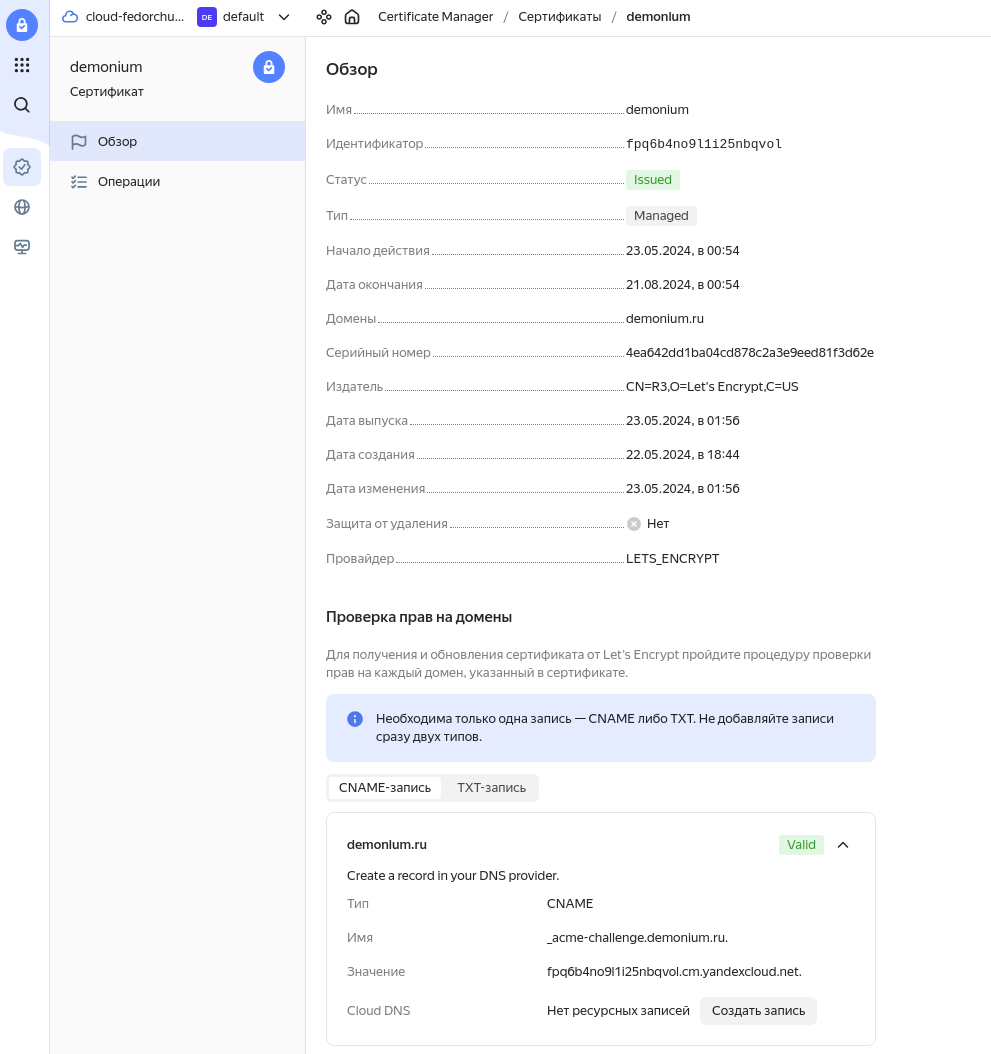 cloud-fedorchu... DE default Certificate Manager / Сертификаты / demonium
demonium
Сертификат
Обзор
Операции
Обзор
Имя demonium
Идентификатор fpq6b4no9l1i25nbqvol
Статус Issued
Тип Managed
Начало действия 23.05.2024, в 00:54
Дата окончания 21.08.2024, в 00:54
Домены demonium.ru
Серийный номер 4ea642dd1ba04cd878c2a3e9eed81f3d62e
Издатель CN=R3,O=Let's Encrypt,C=US
Дата выпуска 23.05.2024, в 01:56
Дата создания 22.05.2024, в 18:44
Дата изменения 23.05.2024, в 01:56
Защита от удаления Нет
Провайдер LETS_ENCRYPT
Проверка прав на домены
Для получения и обновления сертификата от Let's Encrypt пройдите процедуру проверки
прав на каждый домен, указанный в сертификате.
Необходима только одна запись — CNAME либо TXT. Не добавляйте записи
сразу двух типов.
CNAME-запись TXT-запись
demonium.ru Valid
Create a record in your DNS provider.
Тип CNAME
Имя _acme-challenge.demonium.ru.
Значение fpq6b4no9l1i25nbqvol.cm.yandexcloud.net.
Cloud DNS Нет ресурсных записей Создать запись